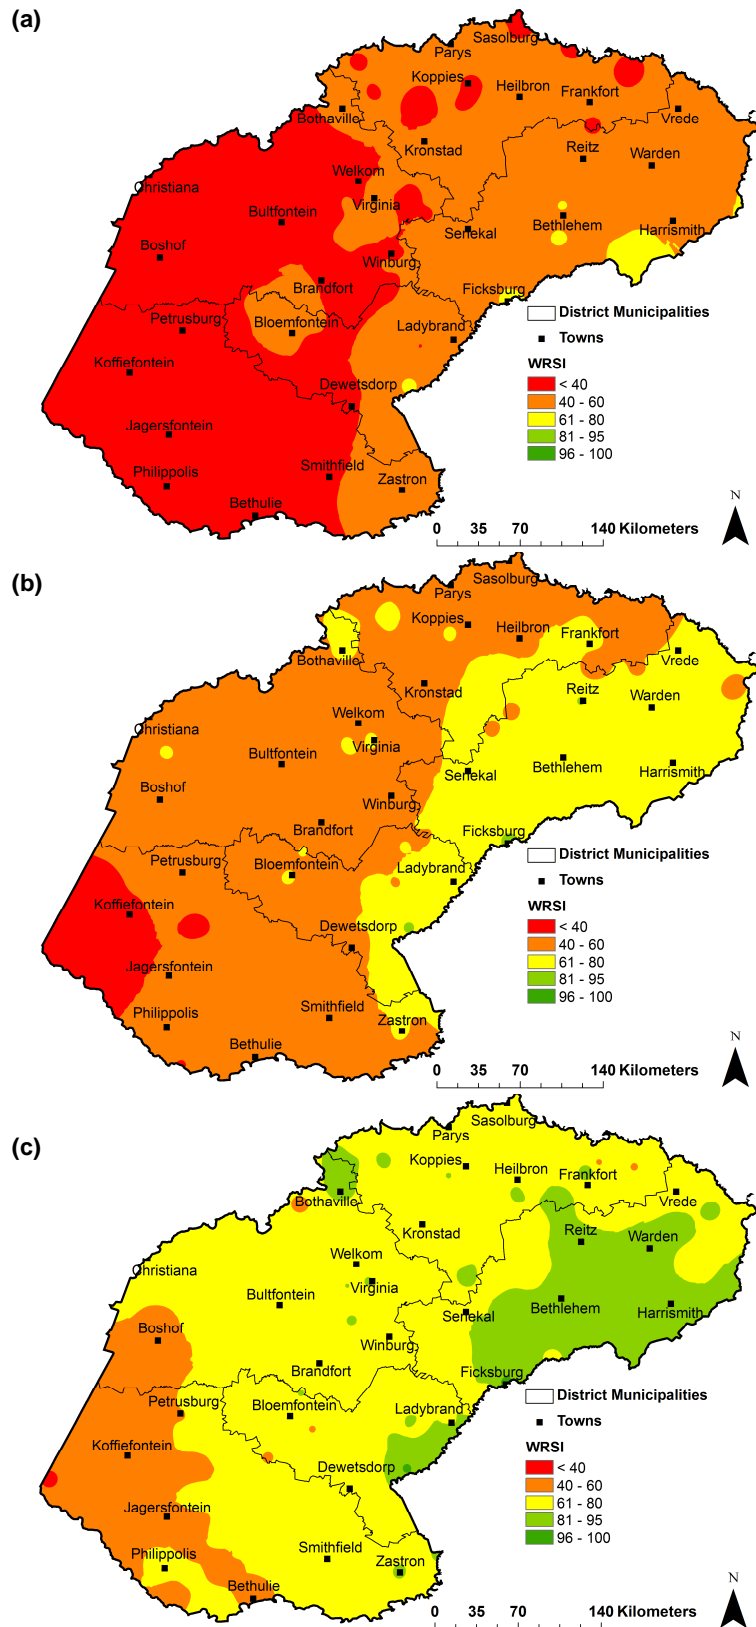 (a)
Sasolburg
Parys
Koppies
Heilbron
Frankfort
Bothaville
Vrede
Kronstad
Reitz
Warden
Welkom
Christiana
Virginia
Bultfontein
Bethlehem
Senekal
Harrismith
Boshof
Winburg
Brandfort
Ficksburg
Petrusburg
Bloemfontein
Ladybrand
Koffiefontein
Dewetsdorp
Jagersfontein
Philippolis
Smithfield
Zastron
Bethulie
District Municipalities
Towns
WRSI
< 40
40 - 60
61 - 80
81 - 95
96 - 100
N
0 35 70 140 Kilometers
(b)
Sasolburg
Parys
Koppies
Heilbron
Frankfort
Bothaville
Vrede
Kronstad
Reitz
Warden
Welkom
Christiana
Virginia
Bultfontein
Senekal
Bethlehem
Harrismith
Boshof
Winburg
Brandfort
Ficksburg
Petrusburg
Bloemfontein
Ladybrand
Koffiefontein
Dewetsdorp
Jagersfontein
Philippolis
Smithfield
Zastron
Bethulie
District Municipalities
Towns
WRSI
< 40
40 - 60
61 - 80
81 - 95
96 - 100
N
0 35 70 140 Kilometers
(c)
Sasolburg
Parys
Koppies
Heilbron
Frankfort
Bothaville
Vrede
Kronstad
Reitz
Warden
Welkom
Christiana
Virginia
Bultfontein
Senekal
Bethlehem
Harrismith
Boshof
Winburg
Brandfort
Ficksburg
Petrusburg
Bloemfontein
Ladybrand
Koffiefontein
Dewetsdorp
Jagersfontein
Philippolis
Smithfield
Zastron
Bethulie
District Municipalities
Towns
WRSI
< 40
40 - 60
61 - 80
81 - 95
96 - 100
N
0 35 70 140 Kilometers